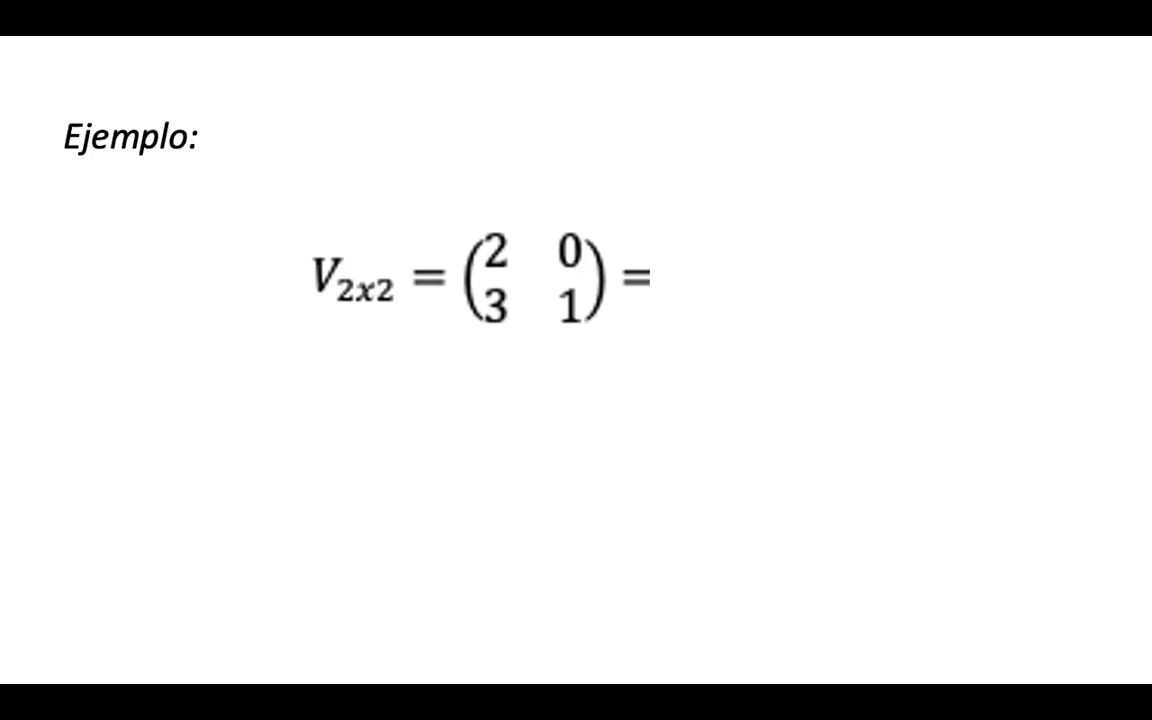 Ejemplo:
V₂ₓ₂ = (2 0
3 1) =